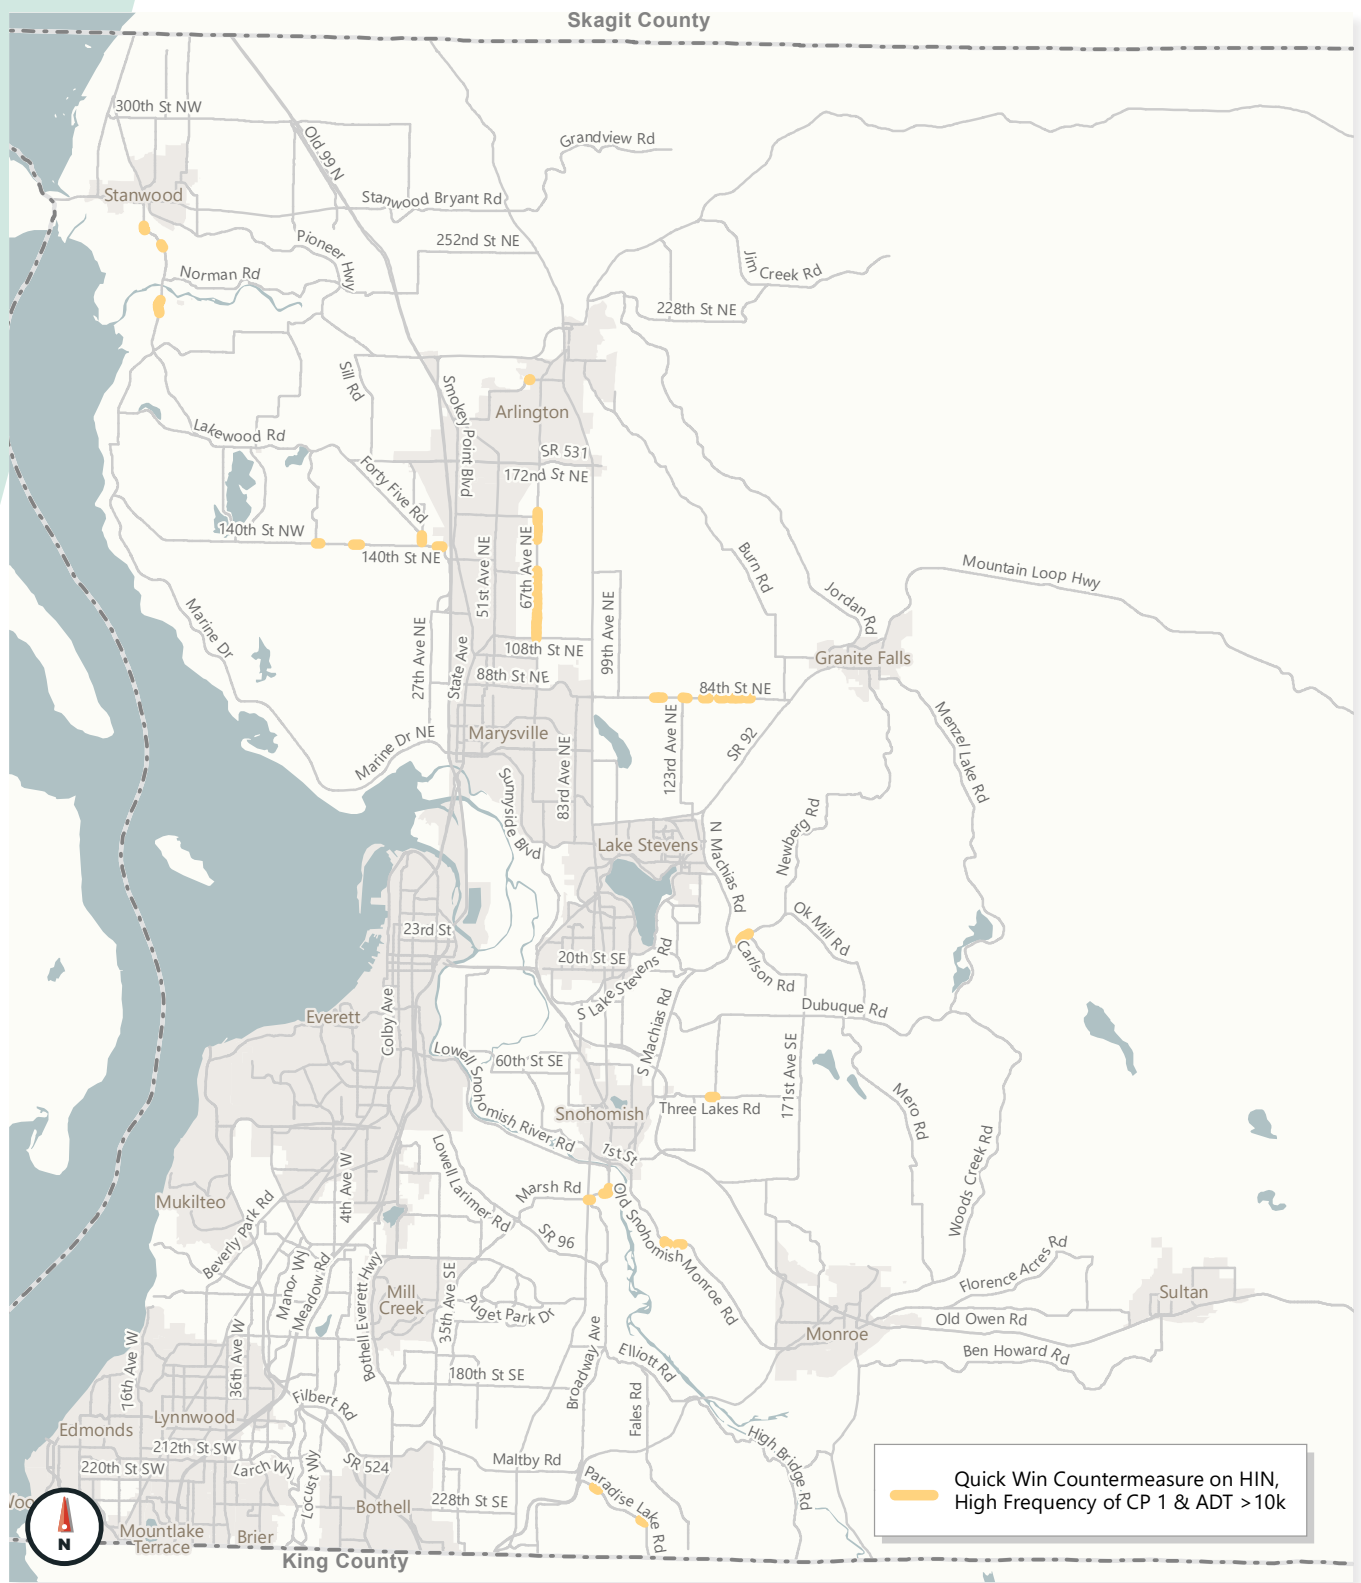 Skagit County
300th St NW
Old 99 N
Grandview Rd
Stanwood
Stanwood Bryant Rd
252nd St NE
Pioneer Hwy
Norman Rd
Jim Creek Rd
228th St NE
Sill Rd
Smokey Point Blvd
Arlington
Lakewood Rd
SR 531
172nd St NE
Forty Five Rd
140th St NW
140th St NE
51st Ave NE
67th Ave NE
Burn Rd
Jordan Rd
Mountain Loop Hwy
Marine Dr
27th Ave NE
State Ave
99th Ave NE
108th St NE
88th St NE
Granite Falls
84th St NE
Menzel Lake Rd
Marysville
Marine Dr NE
83rd Ave NE
123rd Ave NE
SR 92
Sunnyside Blvd
Lake Stevens
N Machias Rd
Newberg Rd
23rd St
Ok Mill Rd
20th St SE
S Lake Stevens Rd
Carlson Rd
Dubuque Rd
Everett
Colby Ave
S Machias Rd
Lowell Snohomish River Rd
60th St SE
171st Ave SE
Snohomish
Three Lakes Rd
Mero Rd
Woods Creek Rd
1st St
Lowell Larimer Rd
4th Ave W
Mukilteo
Marsh Rd
Old Snohomish Monroe Rd
Beverly Park Rd
SR 96
Manor Wy
Meadow Rd
Bothell Everett Hwy
Mill
Creek
35th Ave SE
Puget Park Dr
Florence Acres Rd
Sultan
Old Owen Rd
Monroe
Ben Howard Rd
76th Ave W
36th Ave W
Broadway Ave
Elliott Rd
180th St SE
Fales Rd
Filbert Rd
Lynnwood
Edmonds
212th St SW
220th St SW
Larch Wy
Locust Wy
SR 524
Maltby Rd
High Bridge Rd
Paradise Lake Rd
228th St SE
Bothell
Mountlake
Terrace
Brier
N
King County
Quick Win Countermeasure on HIN,
High Frequency of CP 1 & ADT >10k